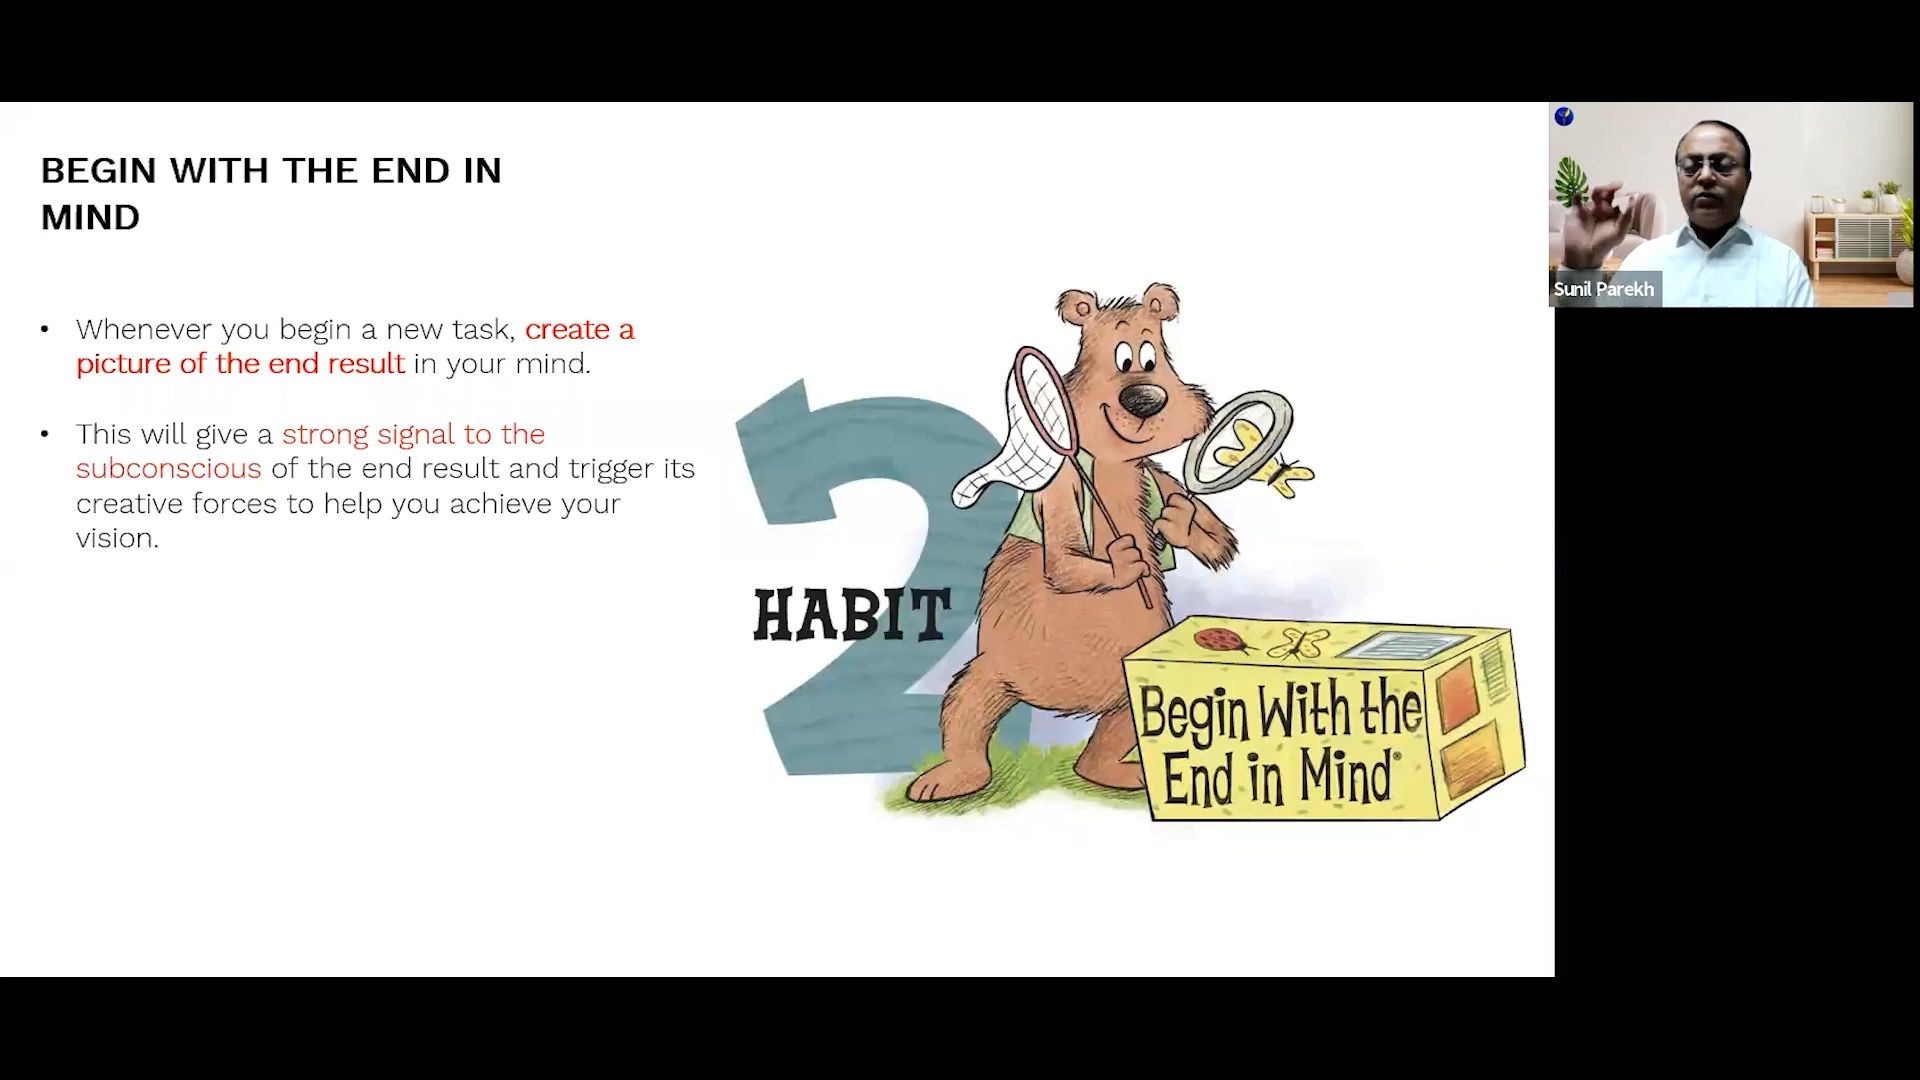 BEGIN WITH THE END IN
MIND
• Whenever you begin a new task, create a
picture of the end result in your mind.
• This will give a strong signal to the
subconscious of the end result and trigger its
creative forces to help you achieve your
vision.
2
HABIT
Begin With the
End in Mind®
Sunil Parekh